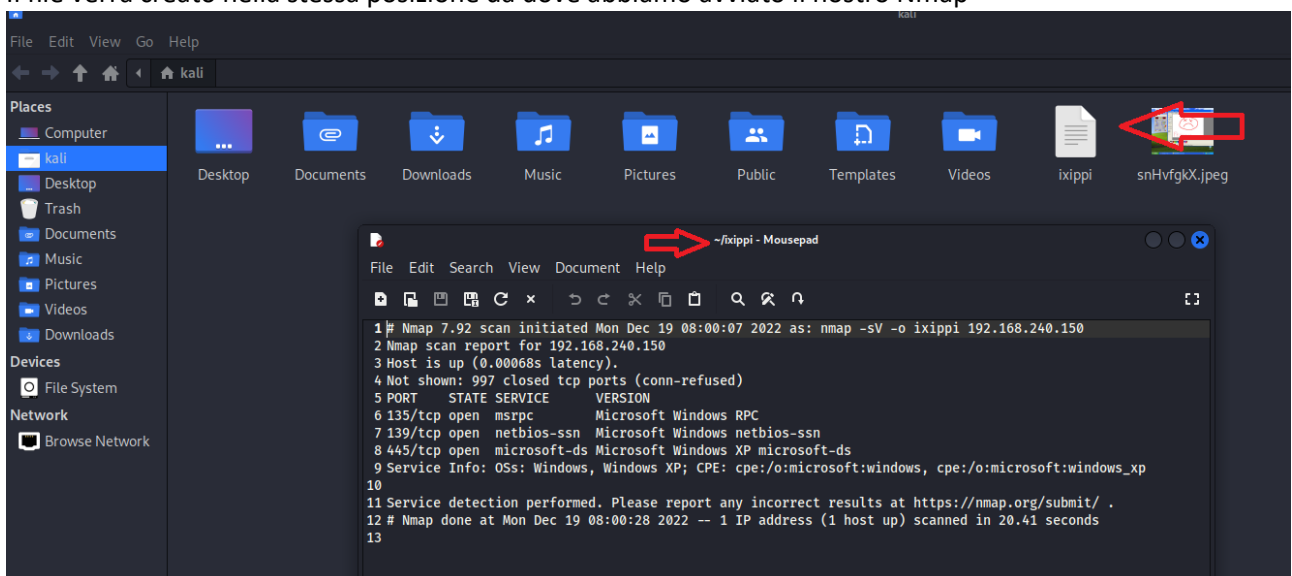 Il file verrà creato nella stessa posizione da dove abbiamo avviato il nostro Nmap
kali
File Edit View Go Help
kali
Places
Computer
kali
Desktop
Trash
Documents
Music
Pictures
Videos
Downloads
Devices
File System
Network
Browse Network
Desktop Documents Downloads Music Pictures Public Templates Videos ixippi snHvfgkX.jpeg
~/ixippi - Mousepad
File Edit Search View Document Help
1 # Nmap 7.92 scan initiated Mon Dec 19 08:00:07 2022 as: nmap -sV -o ixippi 192.168.240.150
2 Nmap scan report for 192.168.240.150
3 Host is up (0.00068s latency).
4 Not shown: 997 closed tcp ports (conn-refused)
5 PORT STATE SERVICE VERSION
6 135/tcp open msrpc Microsoft Windows RPC
7 139/tcp open netbios-ssn Microsoft Windows netbios-ssn
8 445/tcp open microsoft-ds Microsoft Windows XP microsoft-ds
9 Service Info: OSs: Windows, Windows XP; CPE: cpe:/o:microsoft:windows, cpe:/o:microsoft:windows_xp
10
11 Service detection performed. Please report any incorrect results at https://nmap.org/submit/ .
12 # Nmap done at Mon Dec 19 08:00:28 2022 -- 1 IP address (1 host up) scanned in 20.41 seconds
13